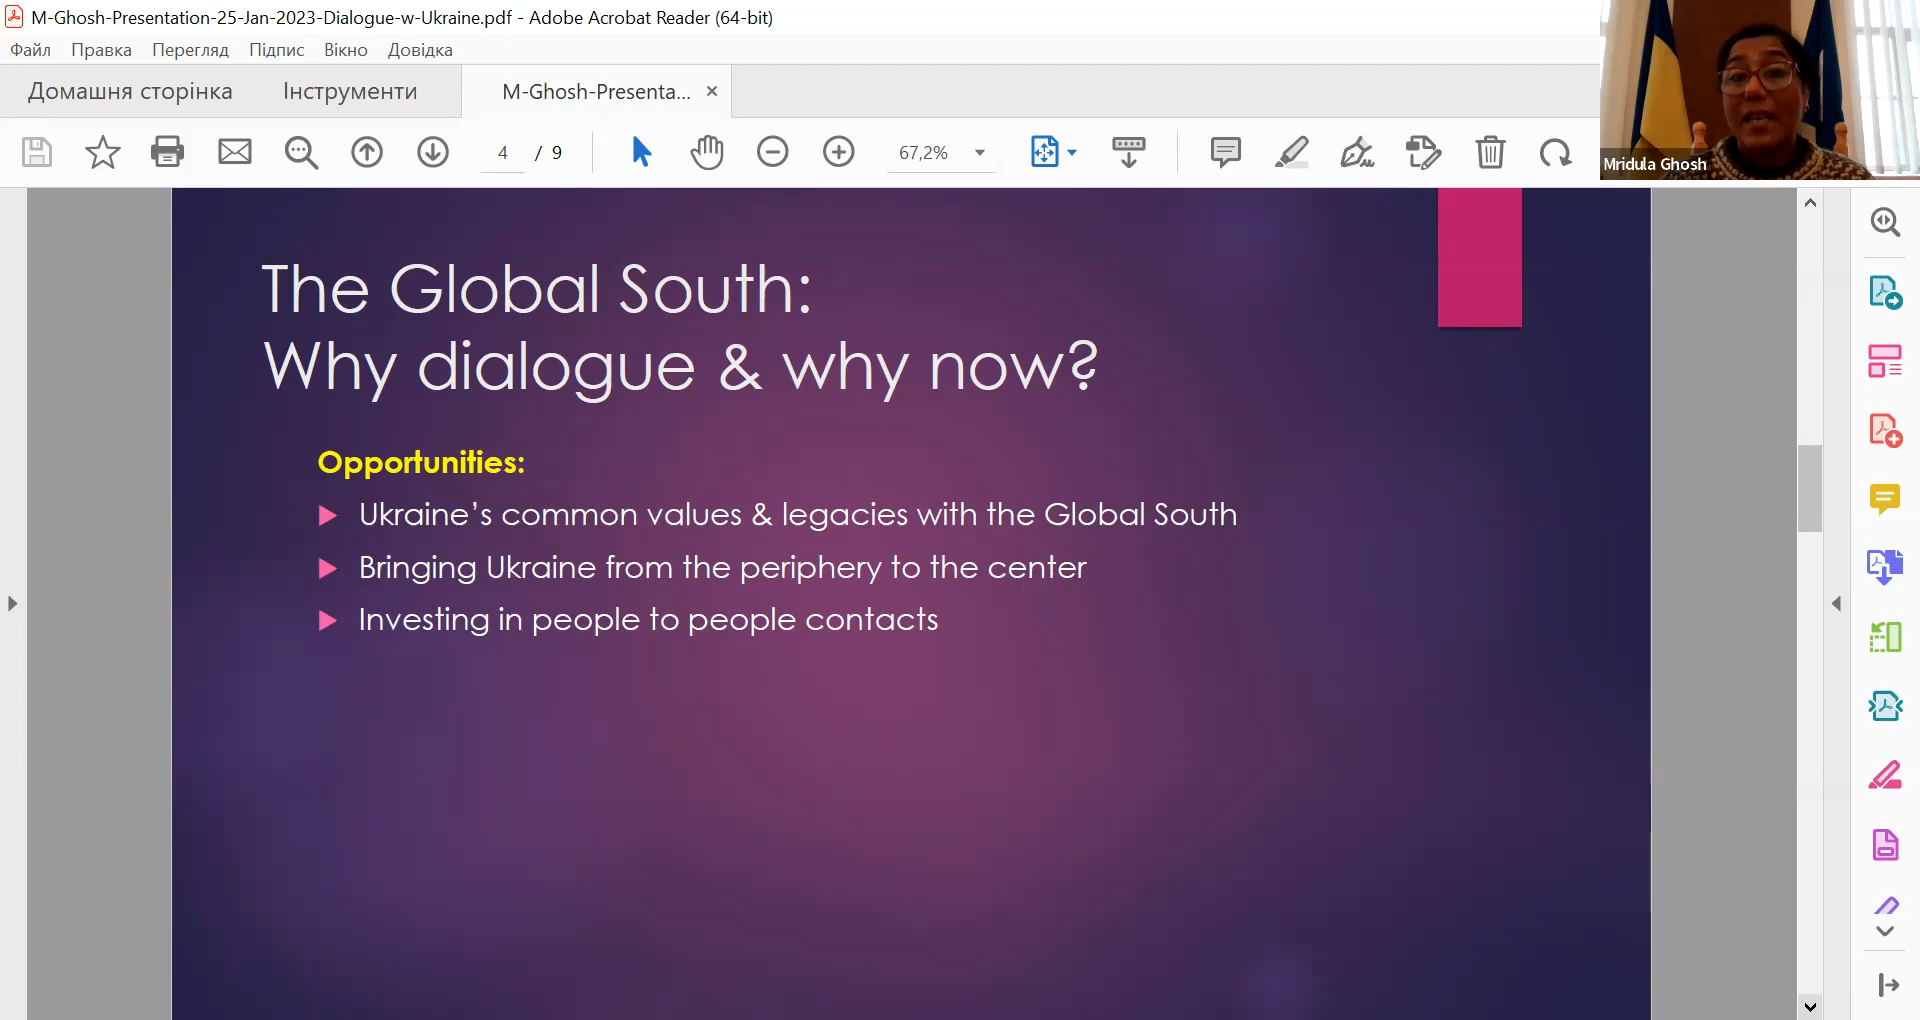 M-Ghosh-Presentation-25-Jan-2023-Dialogue-w-Ukraine.pdf - Adobe Acrobat Reader (64-bit)
Файл Правка Перегляд Підпис Вікно Довідка
Домашня сторінка Інструменти M-Ghosh-Presenta... ×
4 / 9 67,2%
Mridula Ghosh
The Global South:
Why dialogue & why now?
Opportunities:
Ukraine’s common values & legacies with the Global South
Bringing Ukraine from the periphery to the center
Investing in people to people contacts